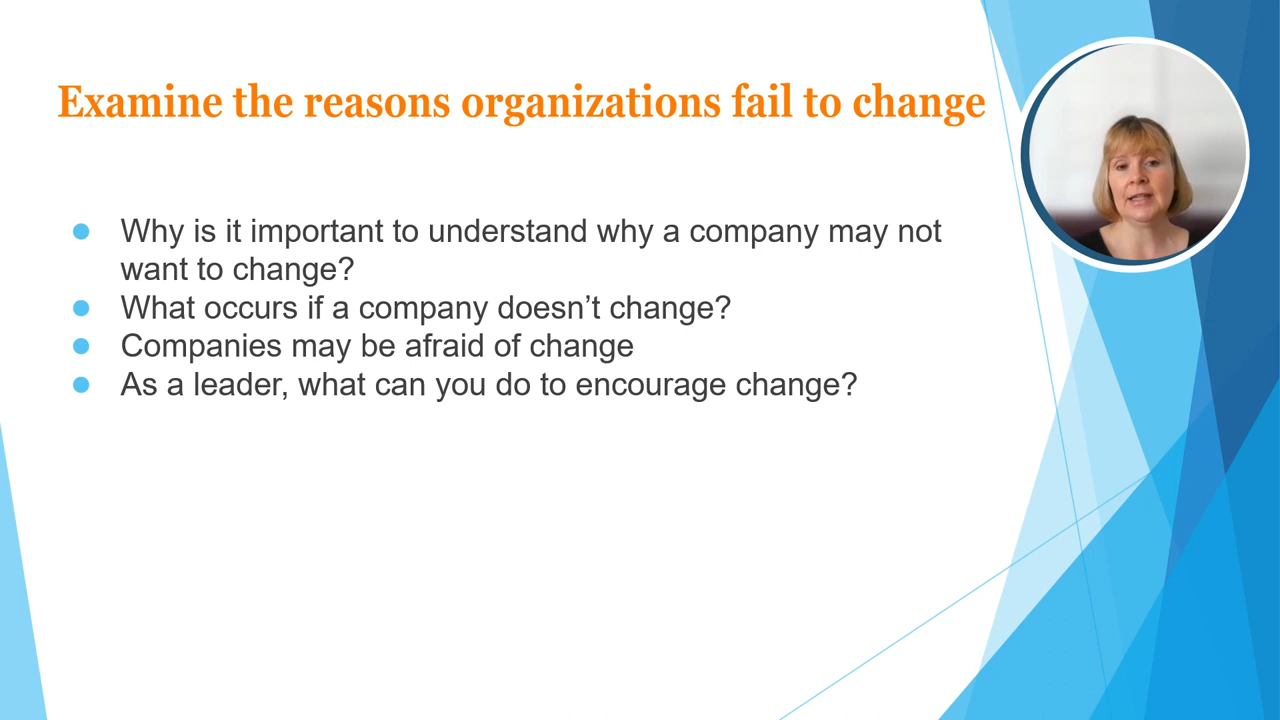 Examine the reasons organizations fail to change
● Why is it important to understand why a company may not
want to change?
● What occurs if a company doesn’t change?
● Companies may be afraid of change
● As a leader, what can you do to encourage change?